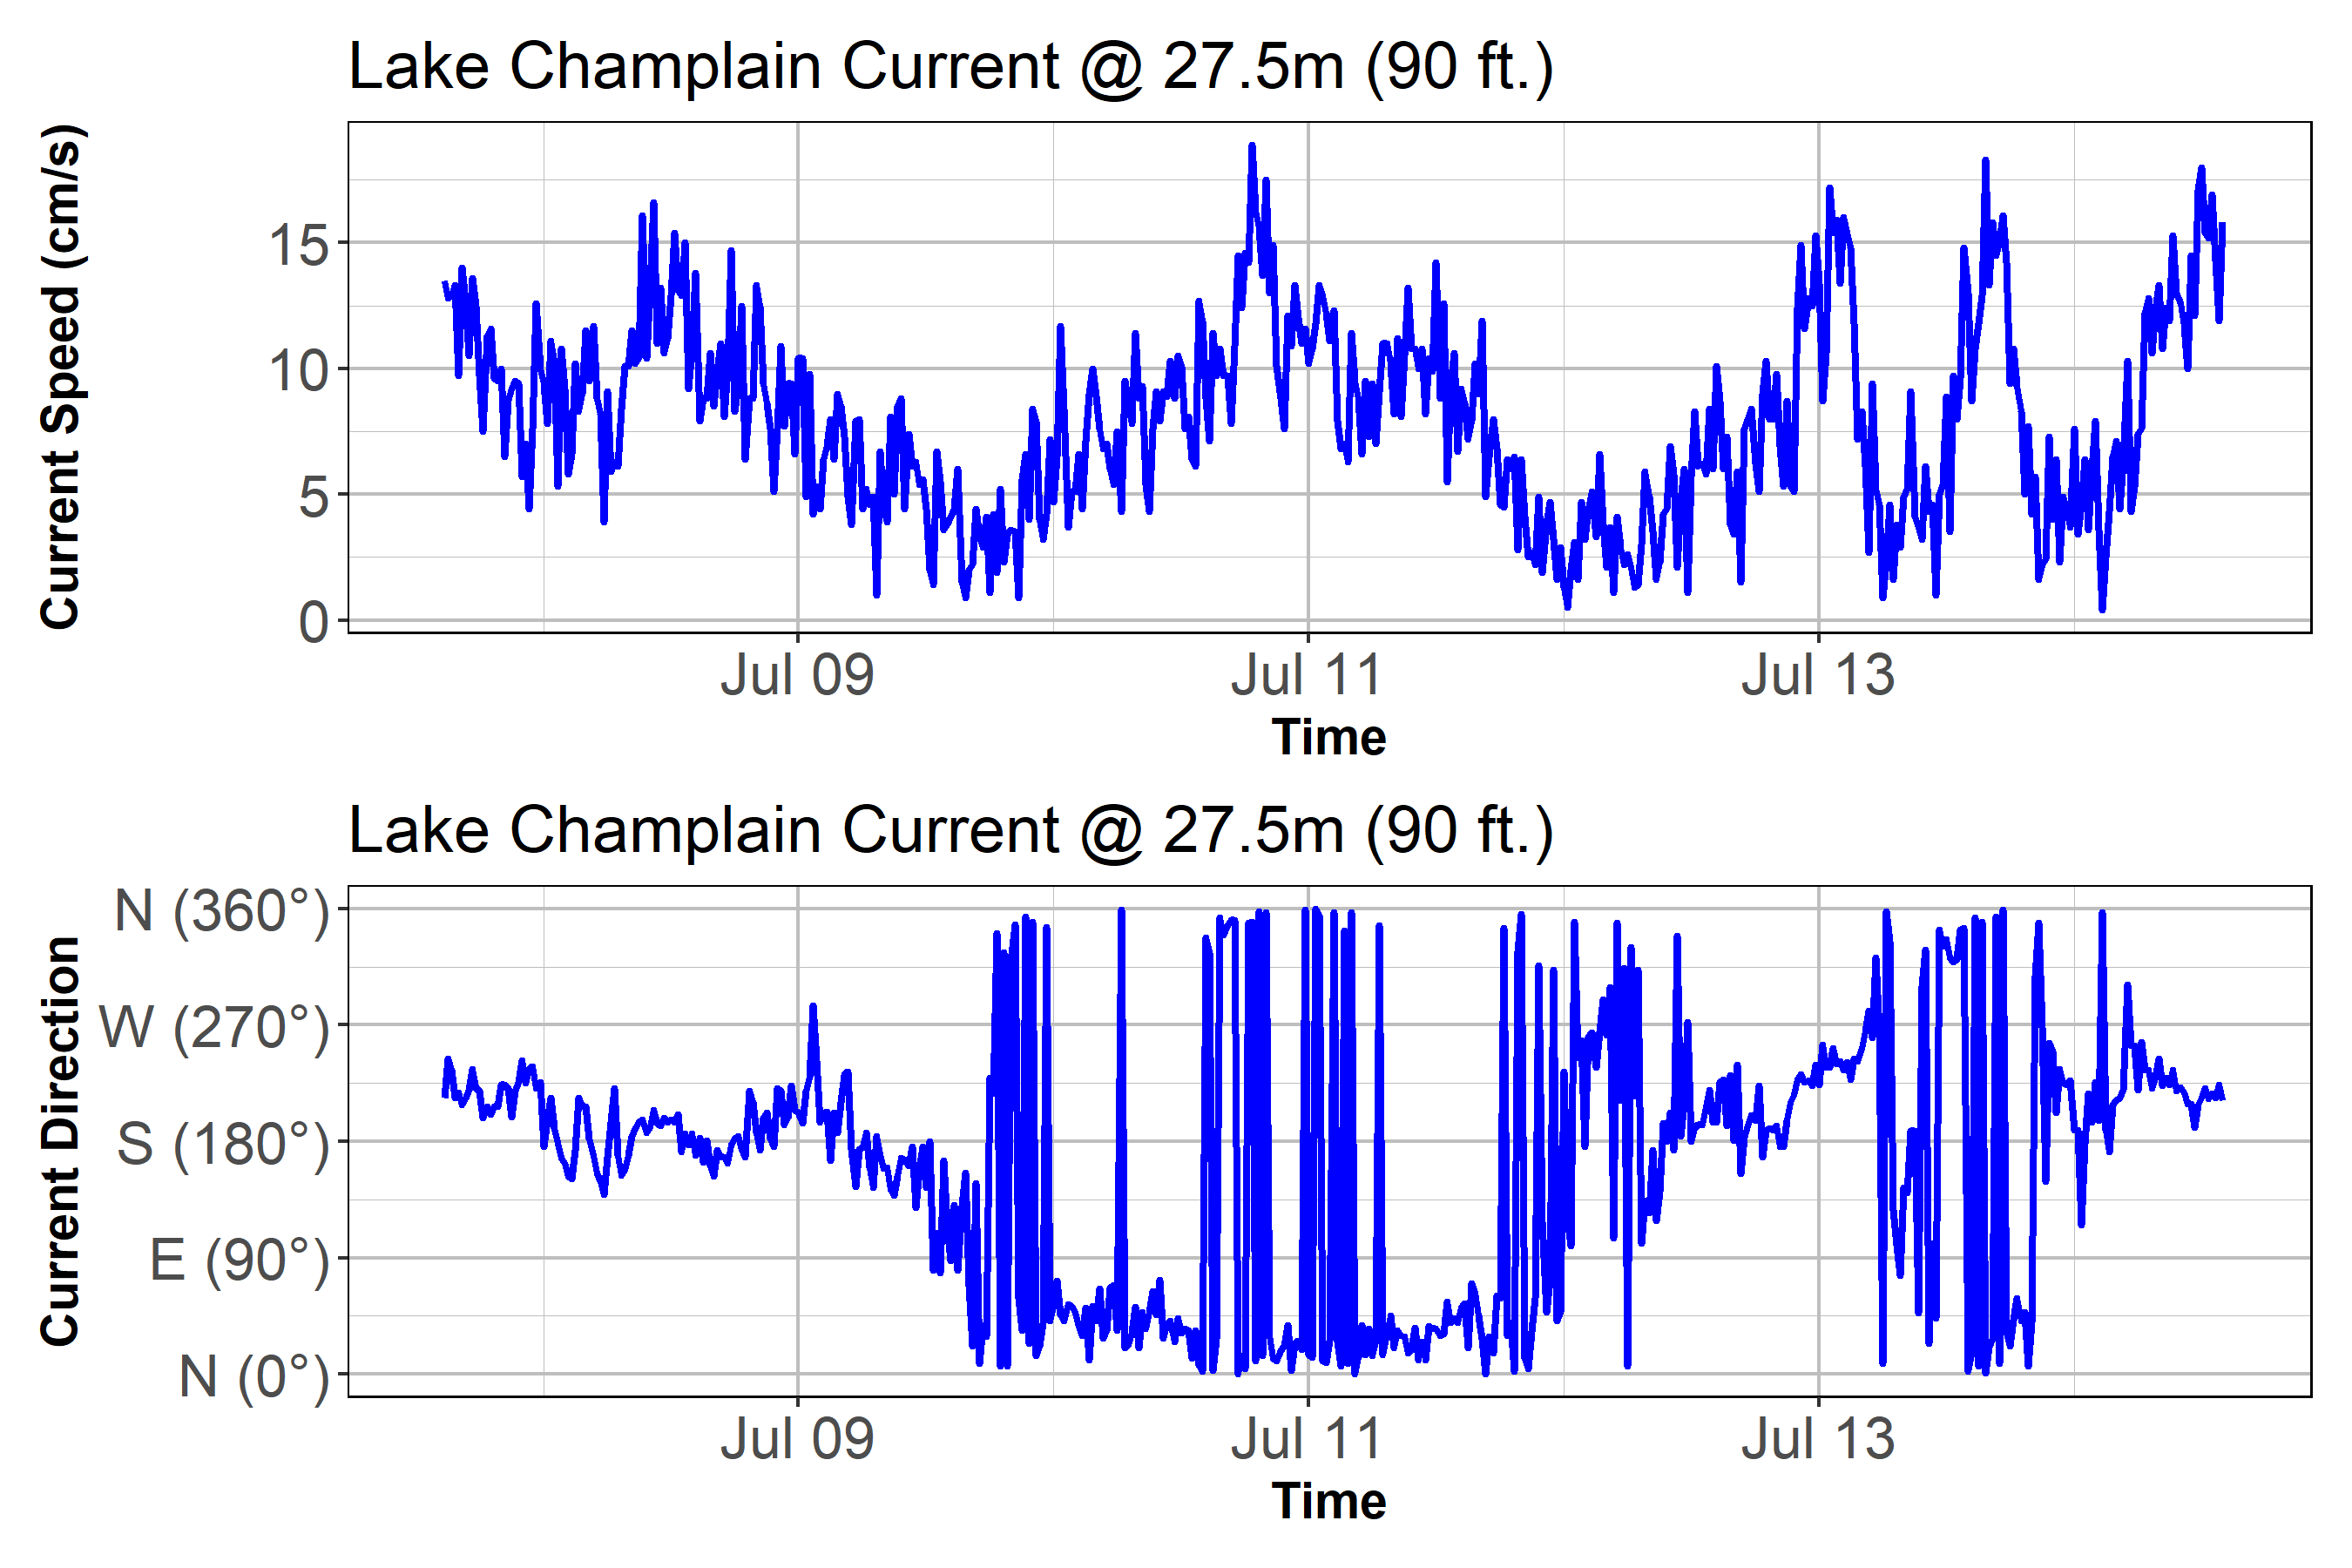 Lake Champlain Current @ 27.5m (90 ft.)
Current Speed (cm/s)
15
10
5
0
Jul 09 Jul 11 Jul 13
Time
Lake Champlain Current @ 27.5m (90 ft.)
Current Direction
N (360°)
W (270°)
S (180°)
E (90°)
N (0°)
Jul 09 Jul 11 Jul 13
Time